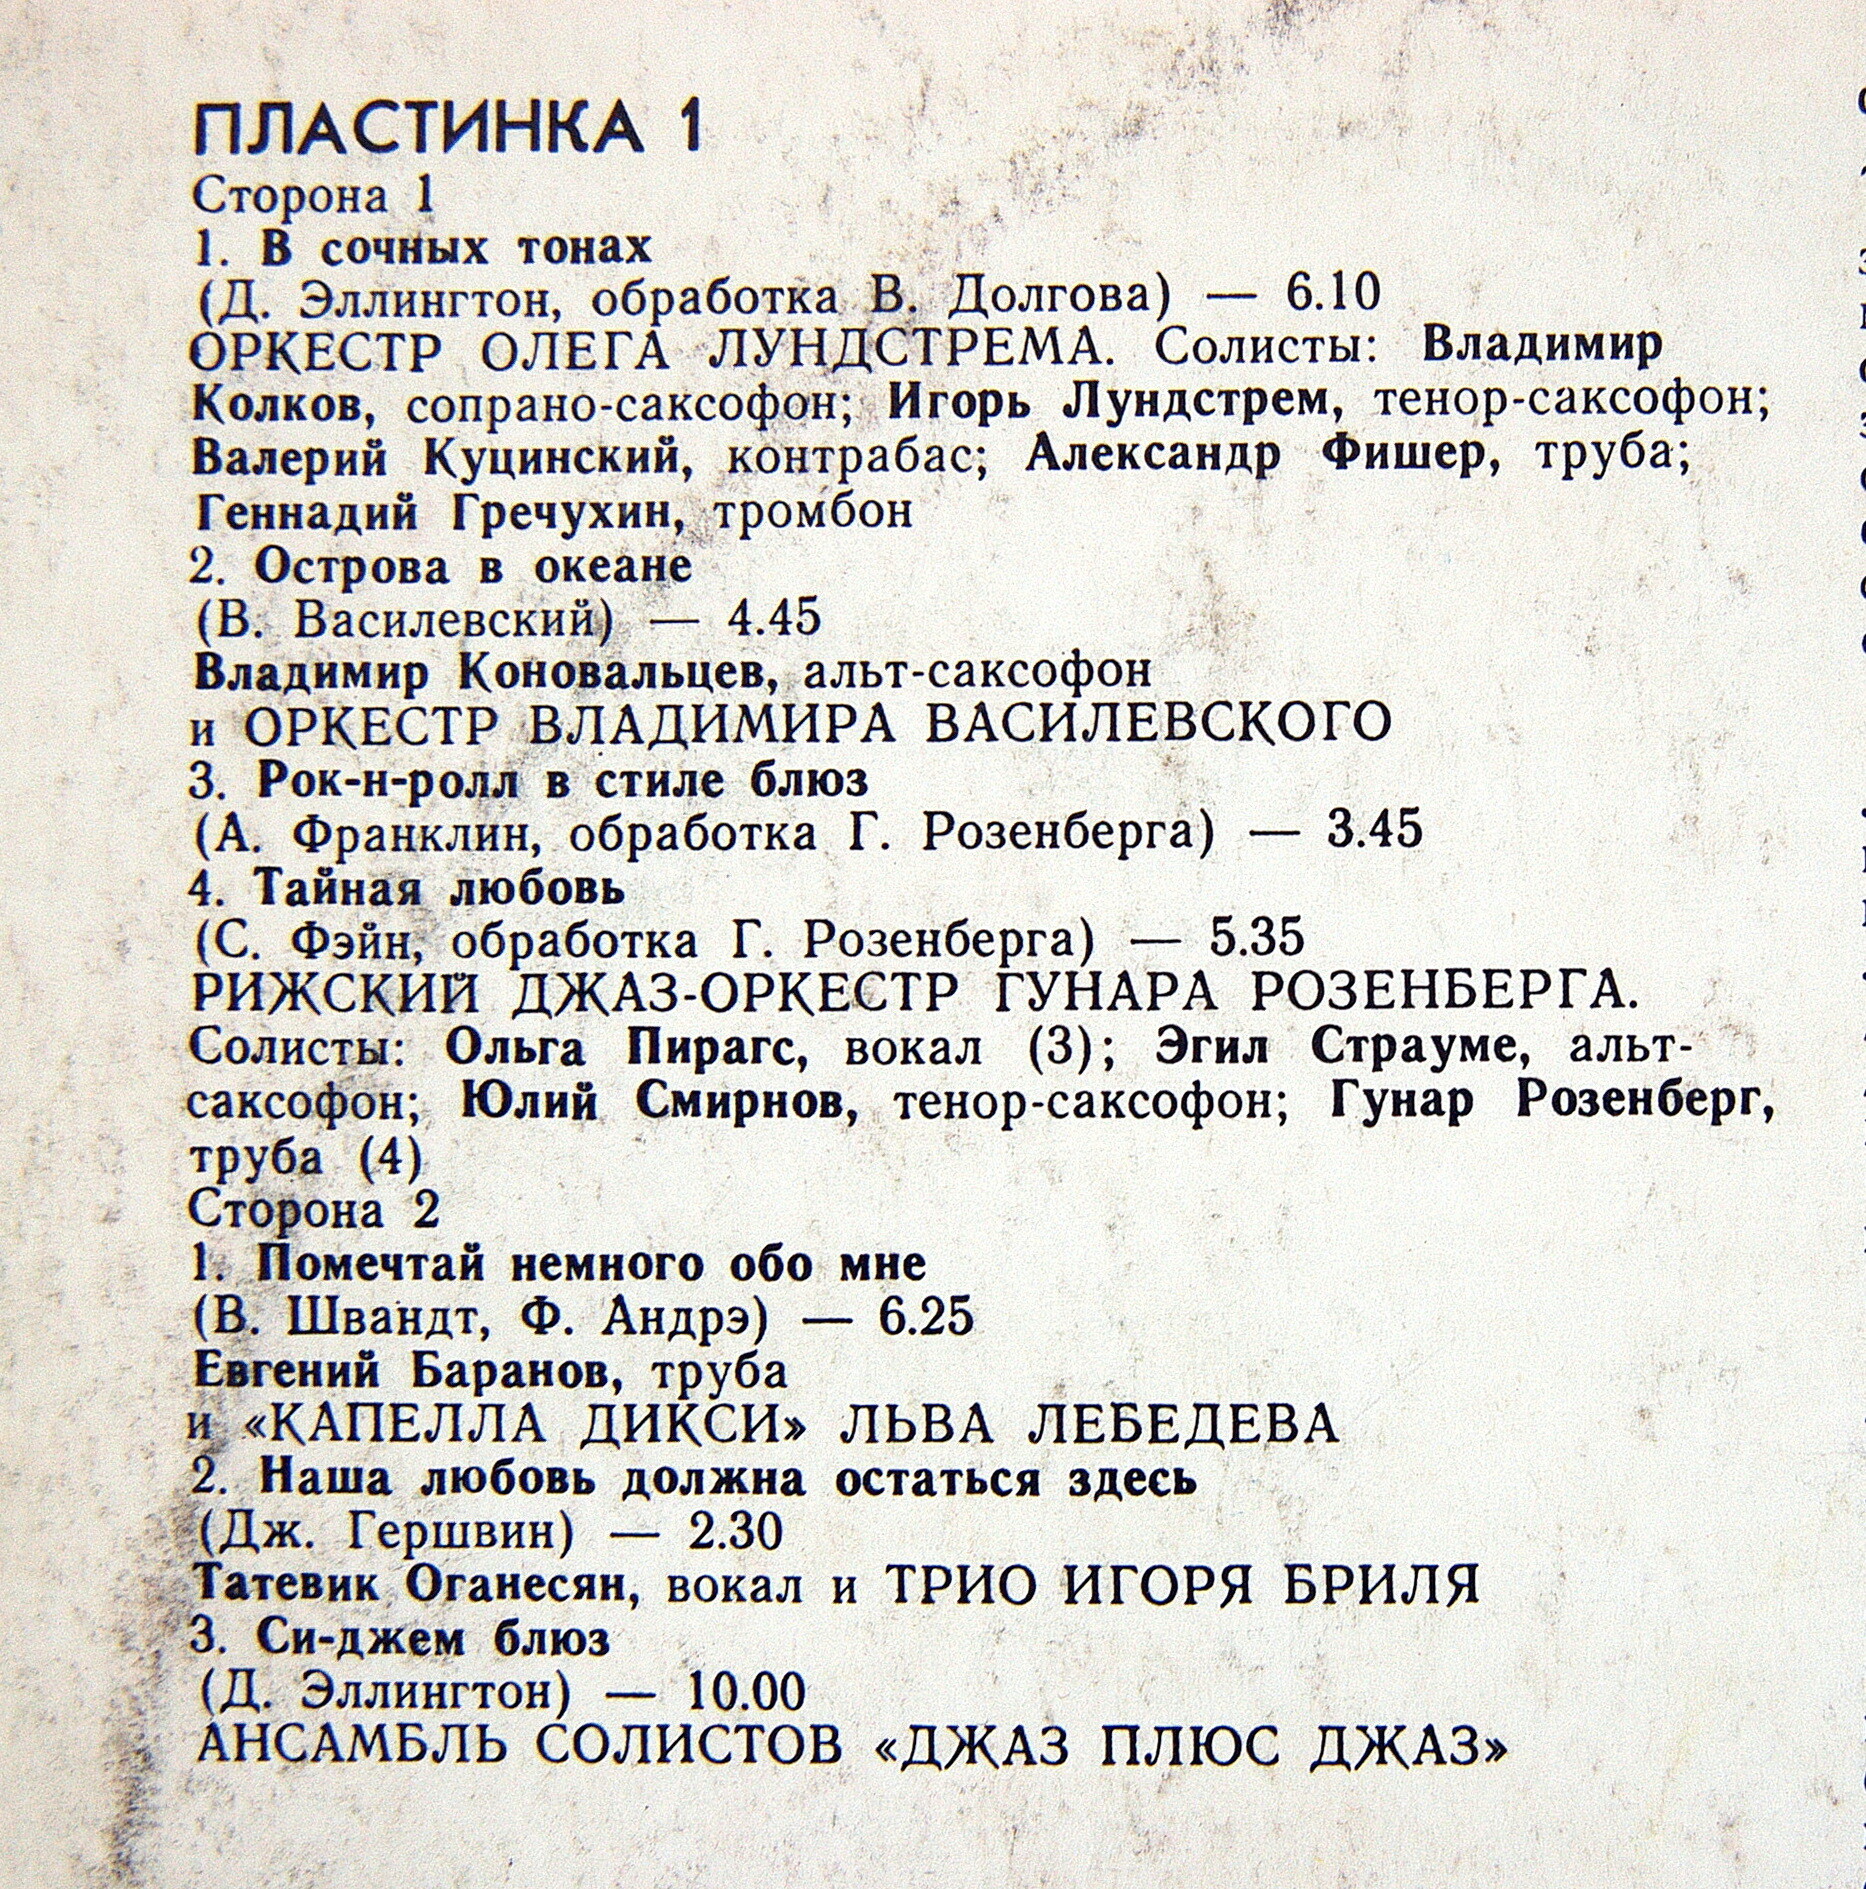 ПЛАСТИНКА 1
Сторона 1
1. В сочных тонах
(Д. Эллингтон, обработка В. Долгова) — 6.10
ОРКЕСТР ОЛЕГА ЛУНДСТРЕМА. Солисты: Владимир
Колков, сопрано-саксофон; Игорь Лундстрем, тенор-саксофон;
Валерий Куцинский, контрабас; Александр Фишер, труба;
Геннадий Гречухин, тромбон
2. Острова в океане
(В. Василевский) — 4.45
Владимир Коновальцев, альт-саксофон
и ОРКЕСТР ВЛАДИМИРА ВАСИЛЕВСКОГО
3. Рок-н-ролл в стиле блюз
(А. Франклин, обработка Г. Розенберга) — 3.45
4. Тайная любовь
(С. Фэйн, обработка Г. Розенберга) — 5.35
РИЖСКИЙ ДЖАЗ-ОРКЕСТР ГУНАРА РОЗЕНБЕРГА.
Солисты: Ольга Пирагс, вокал (3); Эгил Страуме, альт-
саксофон; Юлий Смирнов, тенор-саксофон; Гунар Розенберг,
труба (4)
Сторона 2
1. Помечтай немного обо мне
(В. Швандт, Ф. Андрэ) — 6.25
Евгений Баранов, труба
и «КАПЕЛЛА ДИКСИ» ЛЬВА ЛЕБЕДЕВА
2. Наша любовь должна остаться здесь
(Дж. Гершвин) — 2.30
Татевик Оганесян, вокал и ТРИО ИГОРЯ БРИЛЯ
3. Си-джем блюз
(Д. Эллингтон) — 10.00
АНСАМБЛЬ СОЛИСТОВ «ДЖАЗ ПЛЮС ДЖАЗ»